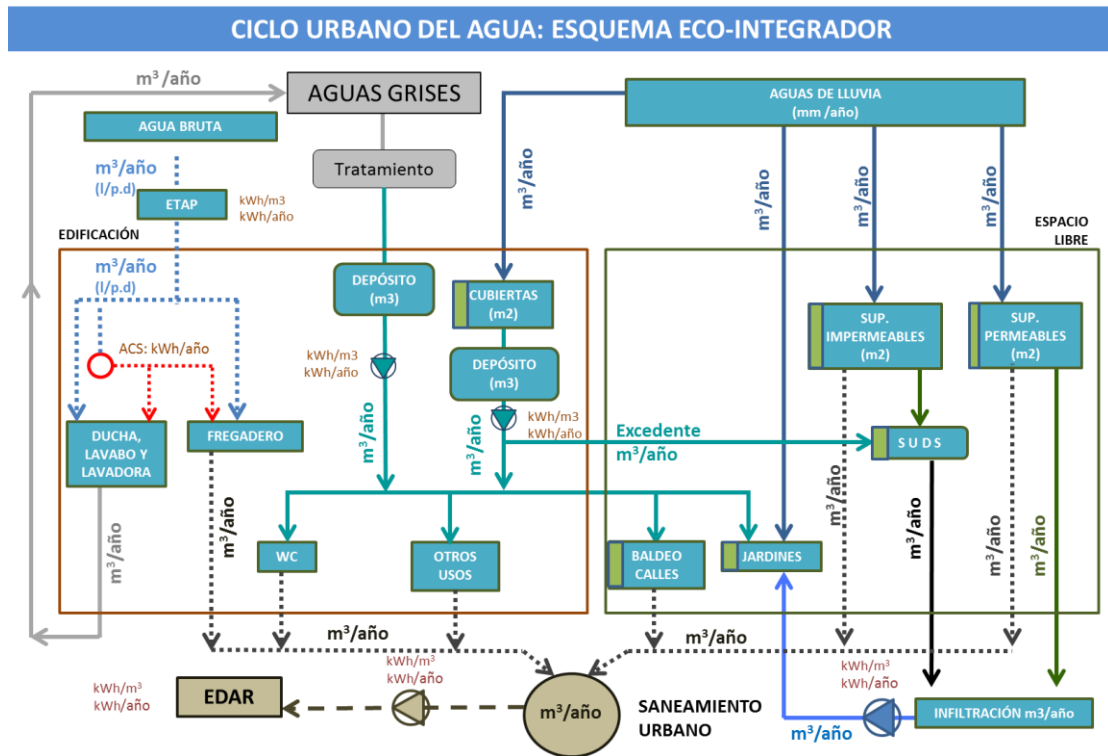 CICLO URBANO DEL AGUA: ESQUEMA ECO-INTEGRADOR
m³/año
AGUAS GRISES
AGUAS DE LLUVIA
(mm /año)
AGUA BRUTA
m³/año
(l/p.d)
Tratamiento
m³/año
m³/año
m³/año
m³/año
ETAP
kWh/m3
kWh/año
EDIFICACIÓN
ESPACIO
LIBRE
m³/año
(l/p.d)
DEPÓSITO
(m3)
CUBIERTAS
(m2)
SUP.
IMPERMEABLES
(m2)
SUP.
PERMEABLES
(m2)
ACS: kWh/año
kWh/m3
kWh/año
DEPÓSITO
(m3)
kWh/m3
kWh/año
DUCHA,
LAVABO Y
LAVADORA
FREGADERO
m³/año
m³/año
Excedente
m³/año
S U D S
m³/año
m³/año
m³/año
m³/año
m³/año
m³/año
WC
OTROS
USOS
BALDEO
CALLES
JARDINES
m³/año
m³/año
kWh/m³
kWh/año
kWh/m³
kWh/año
kWh/m³
kWh/año
EDAR
m³/año
SANEAMIENTO
URBANO
m³/año
INFILTRACIÓN m3/año